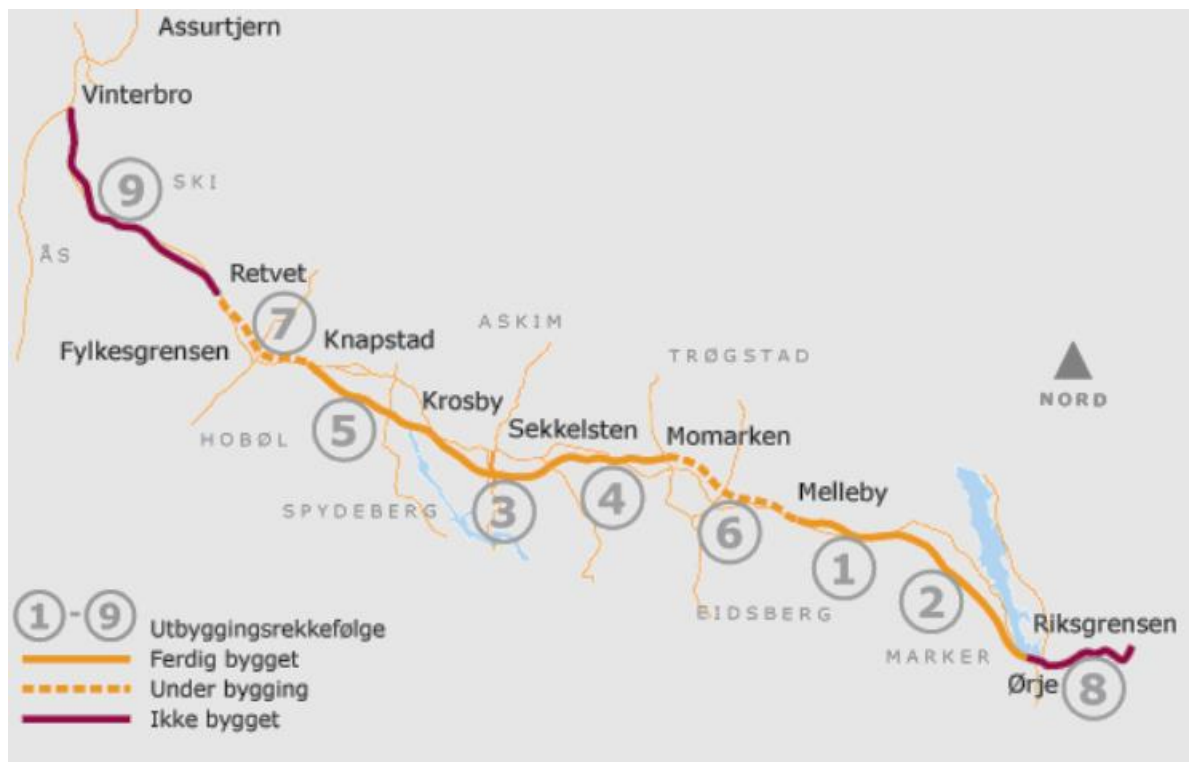 Assurtjern
Vinterbro
9
SKI
ÅS
Retvet
7
Knapstad
ASKIM
Fylkesgrensen
TRØGSTAD
NORD
Krosby
5
HOBØL
Sekkelsten
Momarken
SPYDEBERG
3
4
6
Melleby
1
EIDSBERG
2
Riksgrensen
MARKER
Ørje
8
1 - 9 Utbyggingsrekkefølge
Ferdig bygget
Under bygging
Ikke bygget